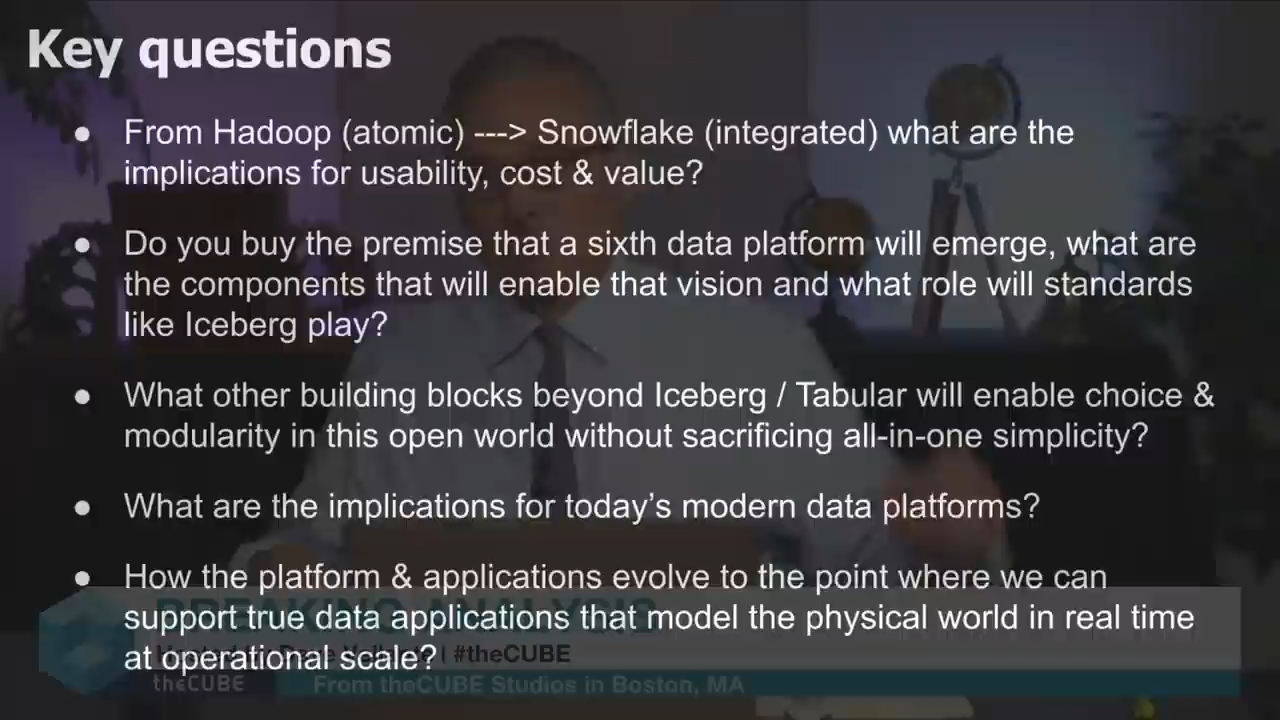 Key questions
● From Hadoop (atomic) ---> Snowflake (integrated) what are the
implications for usability, cost & value?
● Do you buy the premise that a sixth data platform will emerge, what are
the components that will enable that vision and what role will standards
like Iceberg play?
● What other building blocks beyond Iceberg / Tabular will enable choice &
modularity in this open world without sacrificing all-in-one simplicity?
● What are the implications for today’s modern data platforms?
● How the platform & applications evolve to the point where we can
support true data applications that model the physical world in real time
at operational scale?
BREAKING ANALYSIS
#theCUBE
theCUBE
From theCUBE Studios in Boston, MA